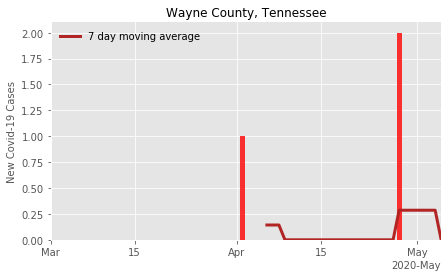 Wayne County, Tennessee
7 day moving average
New Covid-19 Cases
2.00
1.75
1.50
1.25
1.00
0.75
0.50
0.25
0.00
Mar
15
Apr
15
May
2020-May